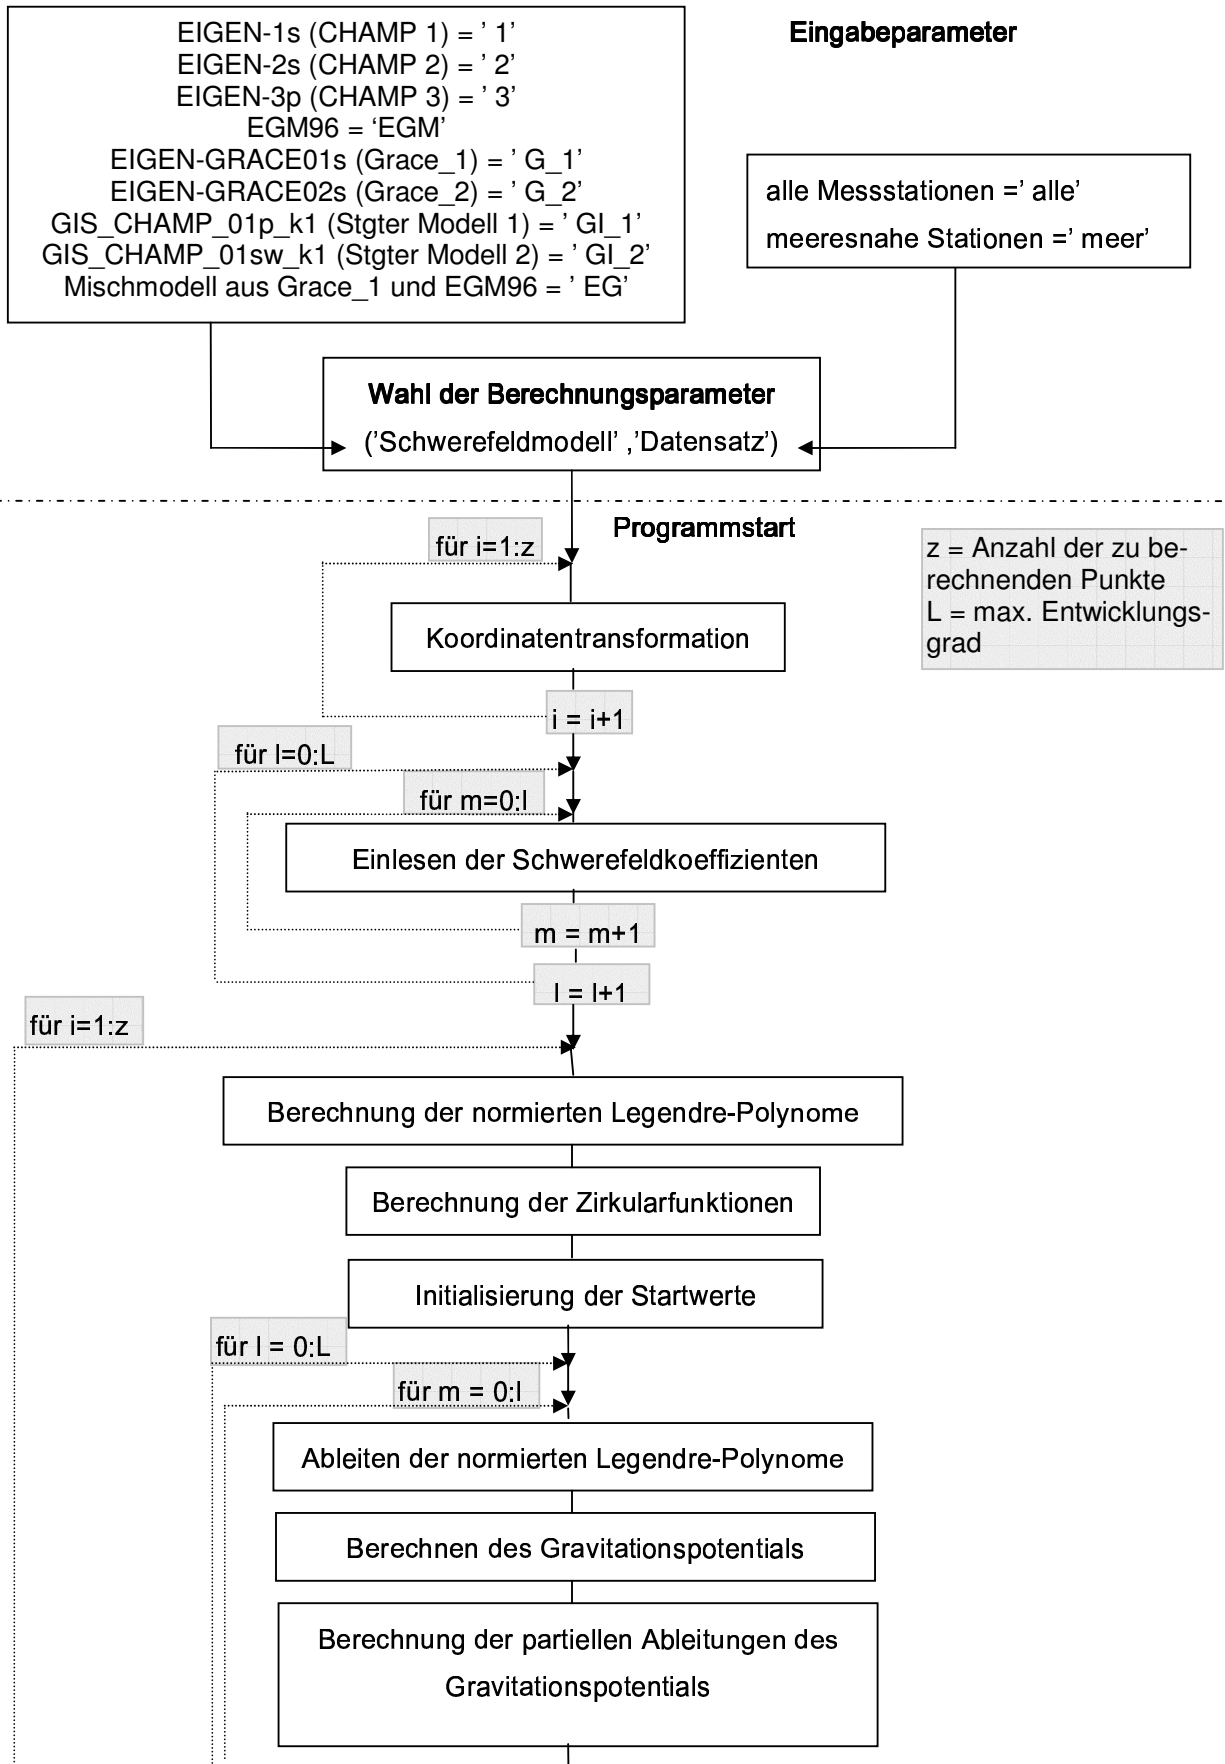 EIGEN-1s (CHAMP 1) = ’ 1’
EIGEN-2s (CHAMP 2) = ’ 2’
EIGEN-3p (CHAMP 3) = ’ 3’
EGM96 = ‘EGM’
EIGEN-GRACE01s (Grace_1) = ’ G_1’
EIGEN-GRACE02s (Grace_2) = ’ G_2’
GIS_CHAMP_01p_k1 (Stgter Modell 1) = ’ GI_1’
GIS_CHAMP_01sw_k1 (Stgter Modell 2) = ’ GI_2’
Mischmodell aus Grace_1 und EGM96 = ’ EG’
Eingabeparameter
alle Messstationen =’ alle’
meeresnahe Stationen =’ meer’
Wahl der Berechnungsparameter
(’Schwerefeldmodell’ ,’Datensatz’)
Programmstart
z = Anzahl der zu be-
rechnenden Punkte
L = max. Entwicklungs-
grad
für i=1:z
Koordinatentransformation
i = i+1
für l=0:L
für m=0:l
Einlesen der Schwerefeldkoeffizienten
m = m+1
l = l+1
für i=1:z
Berechnung der normierten Legendre-Polynome
Berechnung der Zirkularfunktionen
Initialisierung der Startwerte
für l = 0:L
für m = 0:l
Ableiten der normierten Legendre-Polynome
Berechnen des Gravitationspotentials
Berechnung der partiellen Ableitungen des
Gravitationspotentials